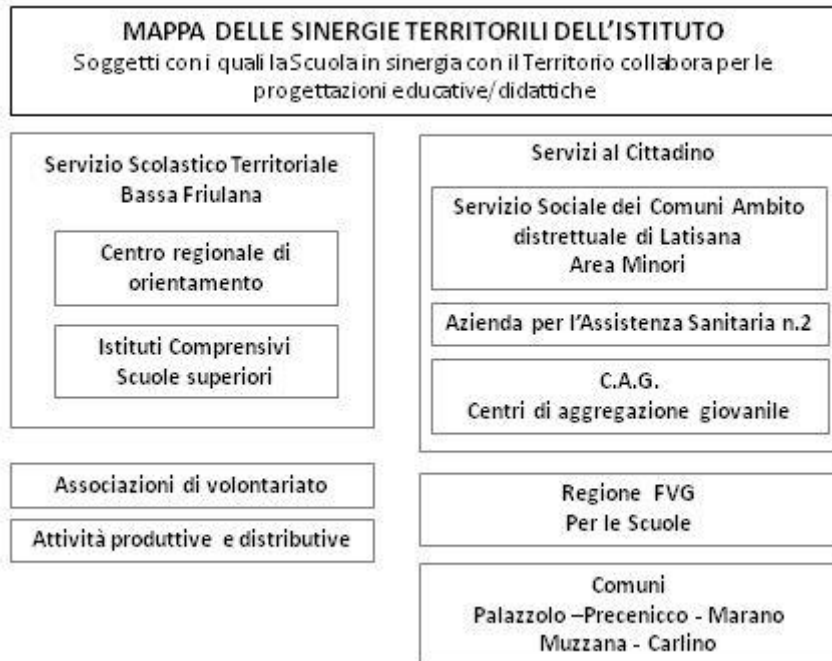 MAPPA DELLE SINERGIE TERRITORILI DELL'ISTITUTO
Soggetti con i quali la Scuola in sinergia con il Territorio collabora per le
progettazioni educative/didattiche
Servizio Scolastico Territoriale
Bassa Friulana
Centro regionale di
orientamento
Istituti Comprensivi
Scuole superiori
Associazioni di volontariato
Attività produttive e distributive
Servizi al Cittadino
Servizio Sociale dei Comuni Ambito
distrettuale di Latisana
Area Minori
Azienda per l'Assistenza Sanitaria n.2
C.A.G.
Centri di aggregazione giovanile
Regione FVG
Per le Scuole
Comuni
Palazzolo –Precenicco - Marano
Muzzana - Carlino